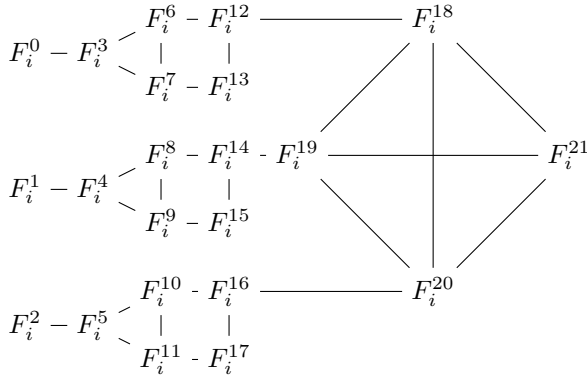 F_i^6 − F_i^12 F_i^18
F_i^0 − F_i^3
F_i^7 − F_i^13
F_i^8 − F_i^14 − F_i^19 F_i^21
F_i^1 − F_i^4
F_i^9 − F_i^15
F_i^10 − F_i^16 F_i^20
F_i^2 − F_i^5
F_i^11 − F_i^17